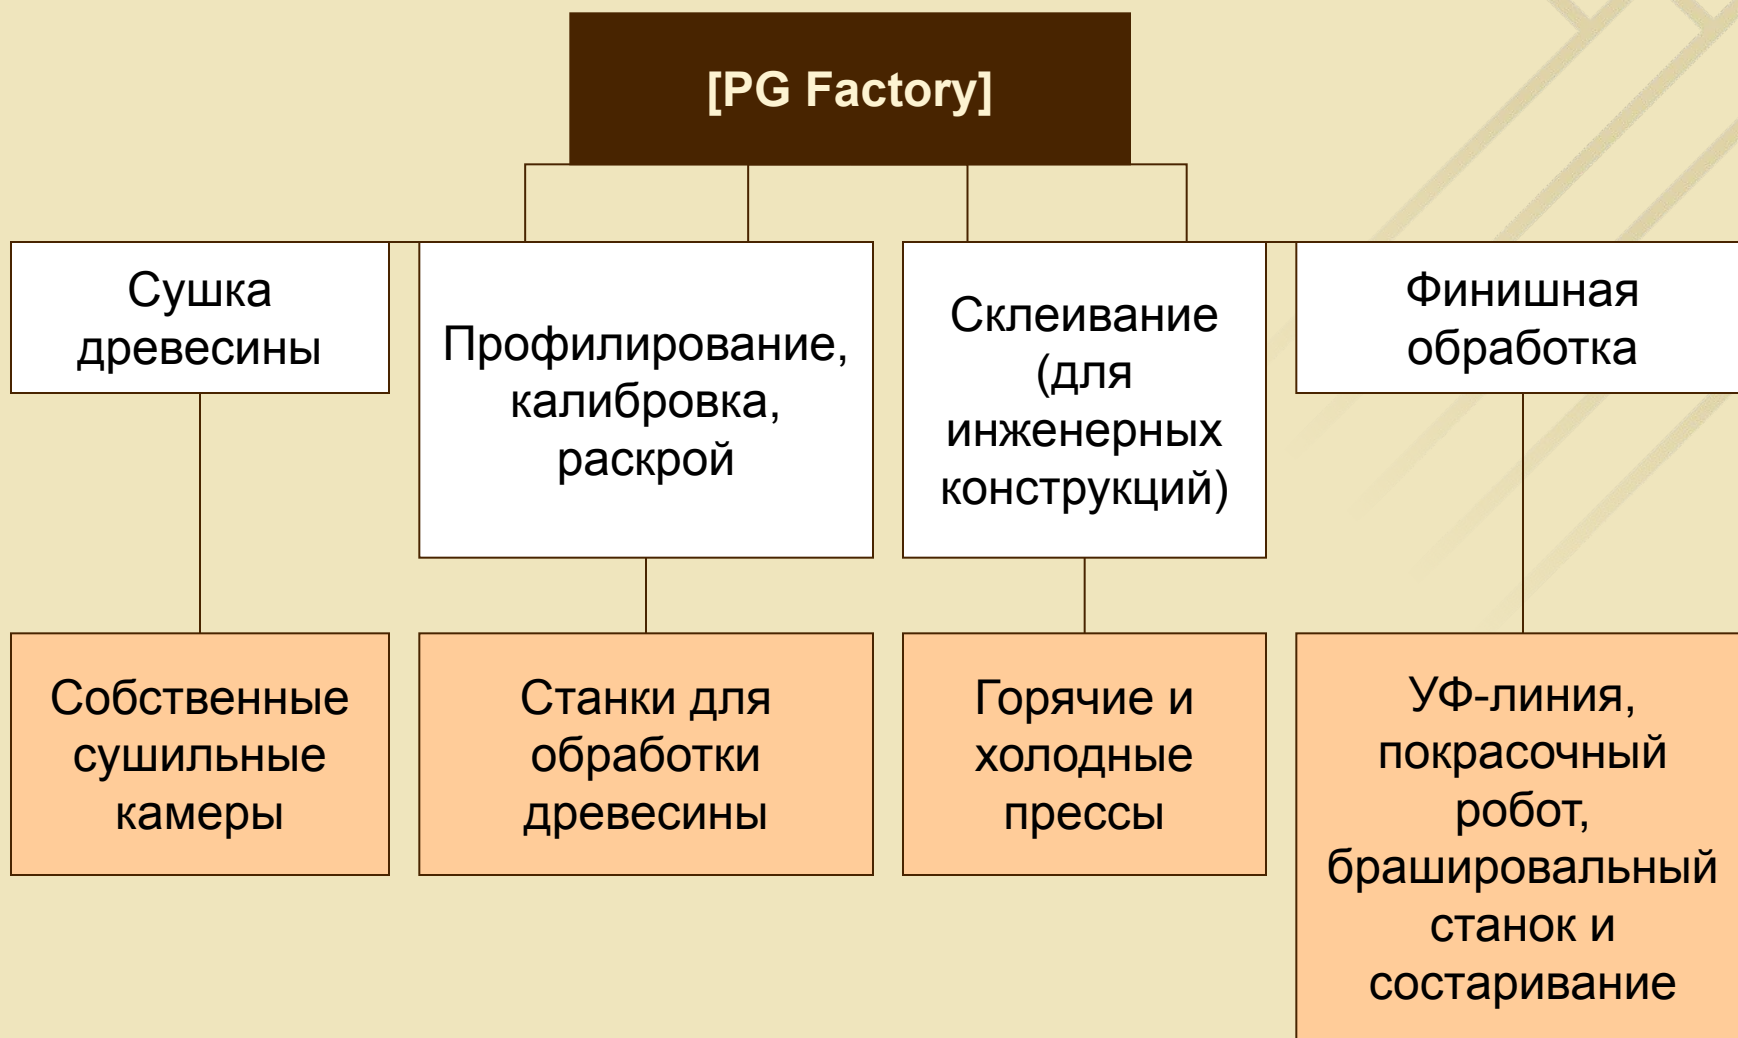 [PG Factory]
Сушка
древесины
Профилирование,
калибровка,
раскрой
Склеивание
(для
инженерных
конструкций)
Финишная
обработка
Собственные
сушильные
камеры
Станки для
обработки
древесины
Горячие и
холодные
прессы
УФ-линия,
покрасочный
робот,
брашировальный
станок и
состаривание